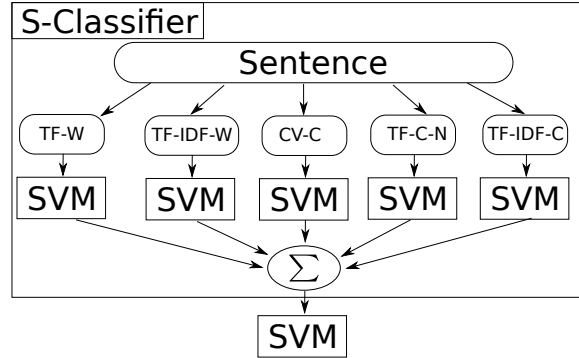 S-Classifier
Sentence
TF-W TF-IDF-W CV-C TF-C-N TF-IDF-C
SVM SVM SVM SVM SVM
Σ
SVM